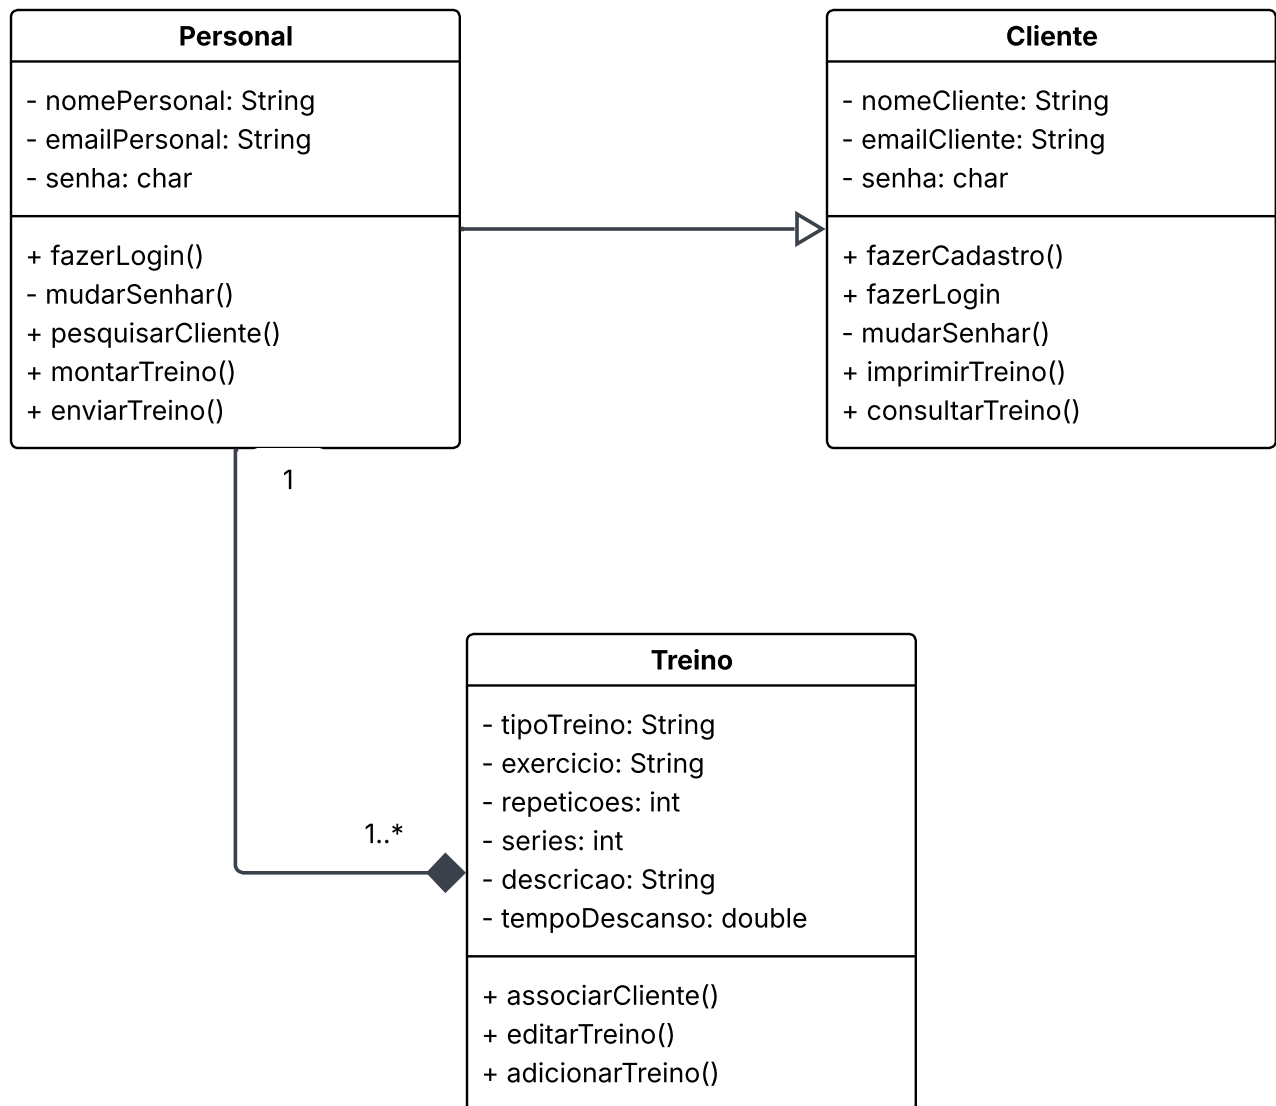 Personal
- nomePersonal: String
- emailPersonal: String
- senha: char
+ fazerLogin()
- mudarSenhar()
+ pesquisarCliente()
+ montarTreino()
+ enviarTreino()
Cliente
- nomeCliente: String
- emailCliente: String
- senha: char
+ fazerCadastro()
+ fazerLogin
- mudarSenhar()
+ imprimirTreino()
+ consultarTreino()
1
1..*
Treino
- tipoTreino: String
- exercicio: String
- repeticoes: int
- series: int
- descricao: String
- tempoDescanso: double
+ associarCliente()
+ editarTreino()
+ adicionarTreino()